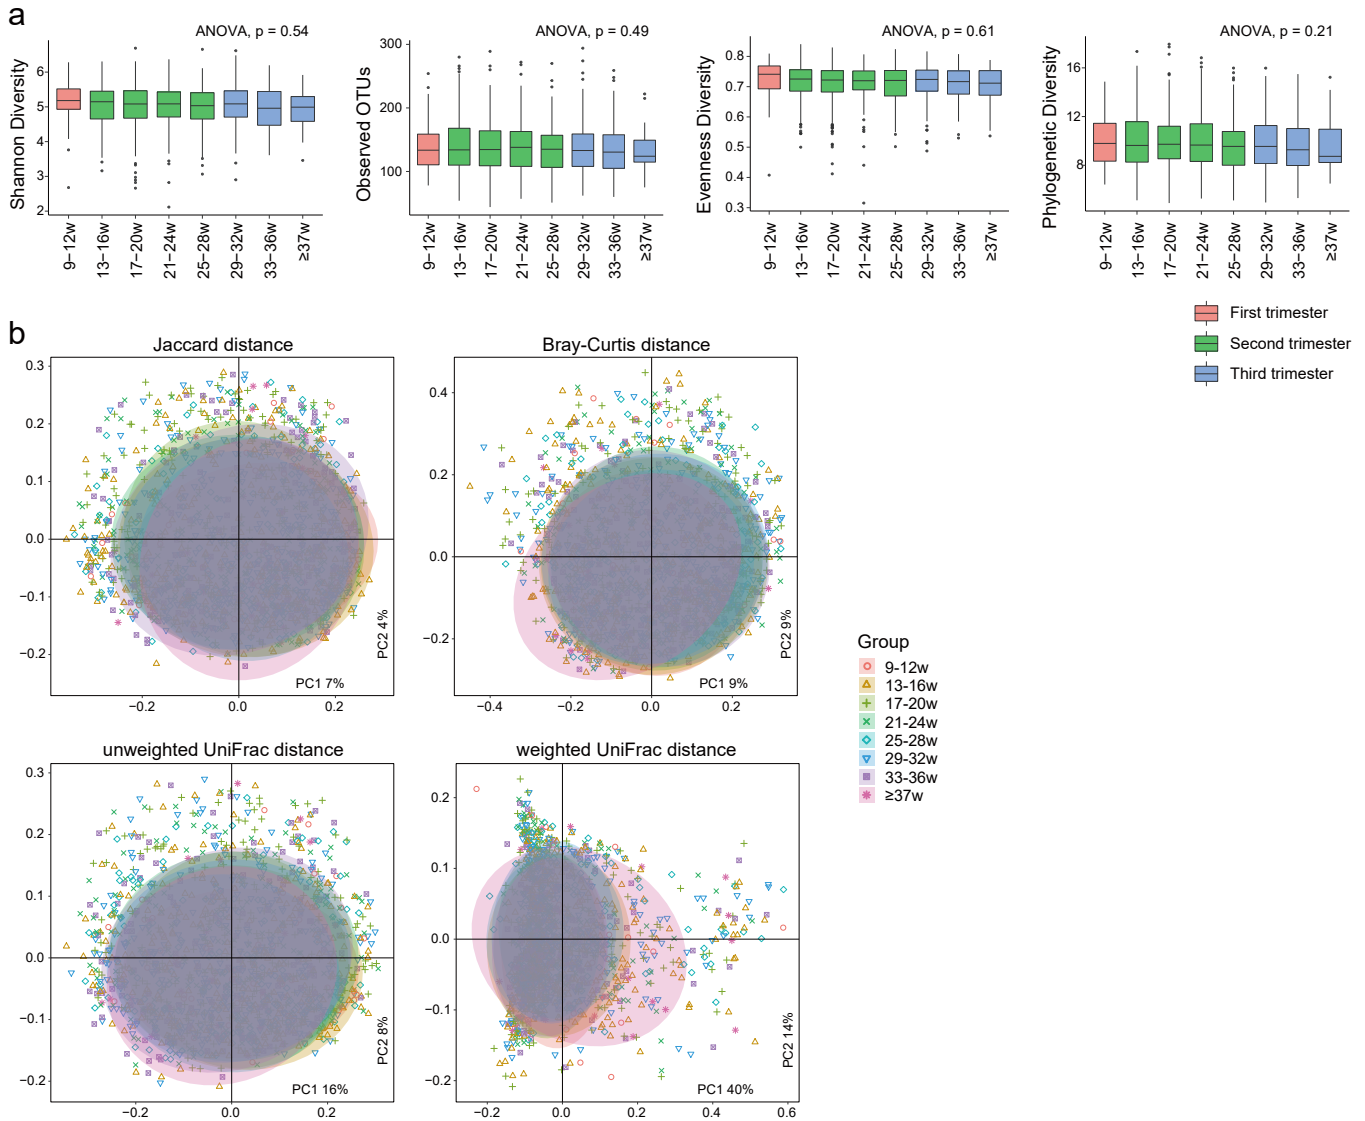 a
ANOVA, p = 0.54
Shannon Diversity
6
5
4
3
2
9−12w
13−16w
17−20w
21−24w
25−28w
29−32w
33−36w
≥37w
ANOVA, p = 0.49
Observed OTUs
300
200
100
9−12w
13−16w
17−20w
21−24w
25−28w
29−32w
33−36w
≥37w
ANOVA, p = 0.61
Evenness Diversity
0.8
0.7
0.6
0.5
0.4
0.3
9−12w
13−16w
17−20w
21−24w
25−28w
29−32w
33−36w
≥37w
ANOVA, p = 0.21
Phylogenetic Diversity
16
12
8
9−12w
13−16w
17−20w
21−24w
25−28w
29−32w
33−36w
≥37w
First trimester
Second trimester
Third trimester
b
Jaccard distance
0.3
0.2
0.1
0.0
−0.1
−0.2
PC2 4%
PC1 7%
−0.2
0.0
0.2
Bray-Curtis distance
0.4
0.2
0.0
−0.2
PC2 9%
PC1 9%
−0.4
−0.2
0.0
0.2
unweighted UniFrac distance
0.3
0.2
0.1
0.0
−0.1
−0.2
PC2 8%
PC1 16%
−0.2
0.0
0.2
weighted UniFrac distance
0.2
0.1
0.0
−0.1
−0.2
PC2 14%
PC1 40%
−0.2
0.0
0.2
0.4
0.6
Group
9-12w
13-16w
17-20w
21-24w
25-28w
29-32w
33-36w
≥37w